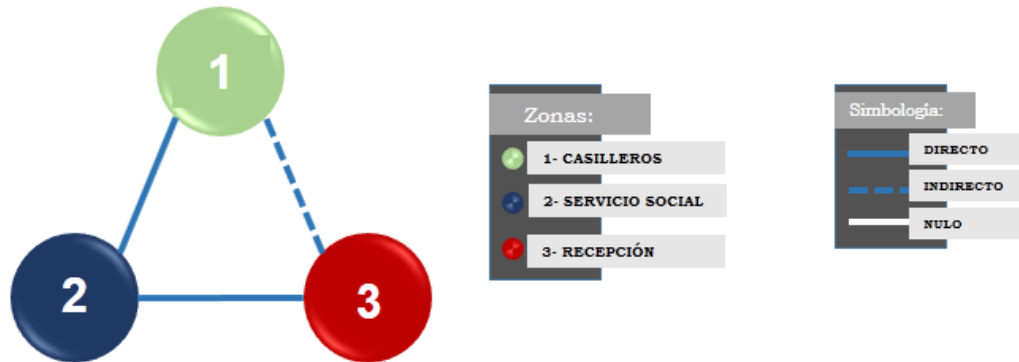 1
2
3
Zonas:
1- CASILLEROS
2- SERVICIO SOCIAL
3- RECEPCIÓN
Simbología:
DIRECTO
INDIRECTO
NULO